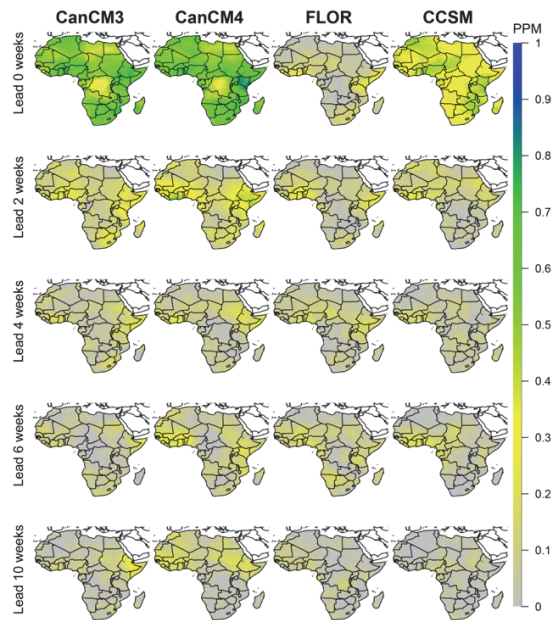 CanCM3 CanCM4 FLOR CCSM PPM
Lead 0 weeks
Lead 2 weeks
Lead 4 weeks
Lead 6 weeks
Lead 10 weeks
1
0.9
0.8
0.7
0.6
0.5
0.4
0.3
0.2
0.1
0